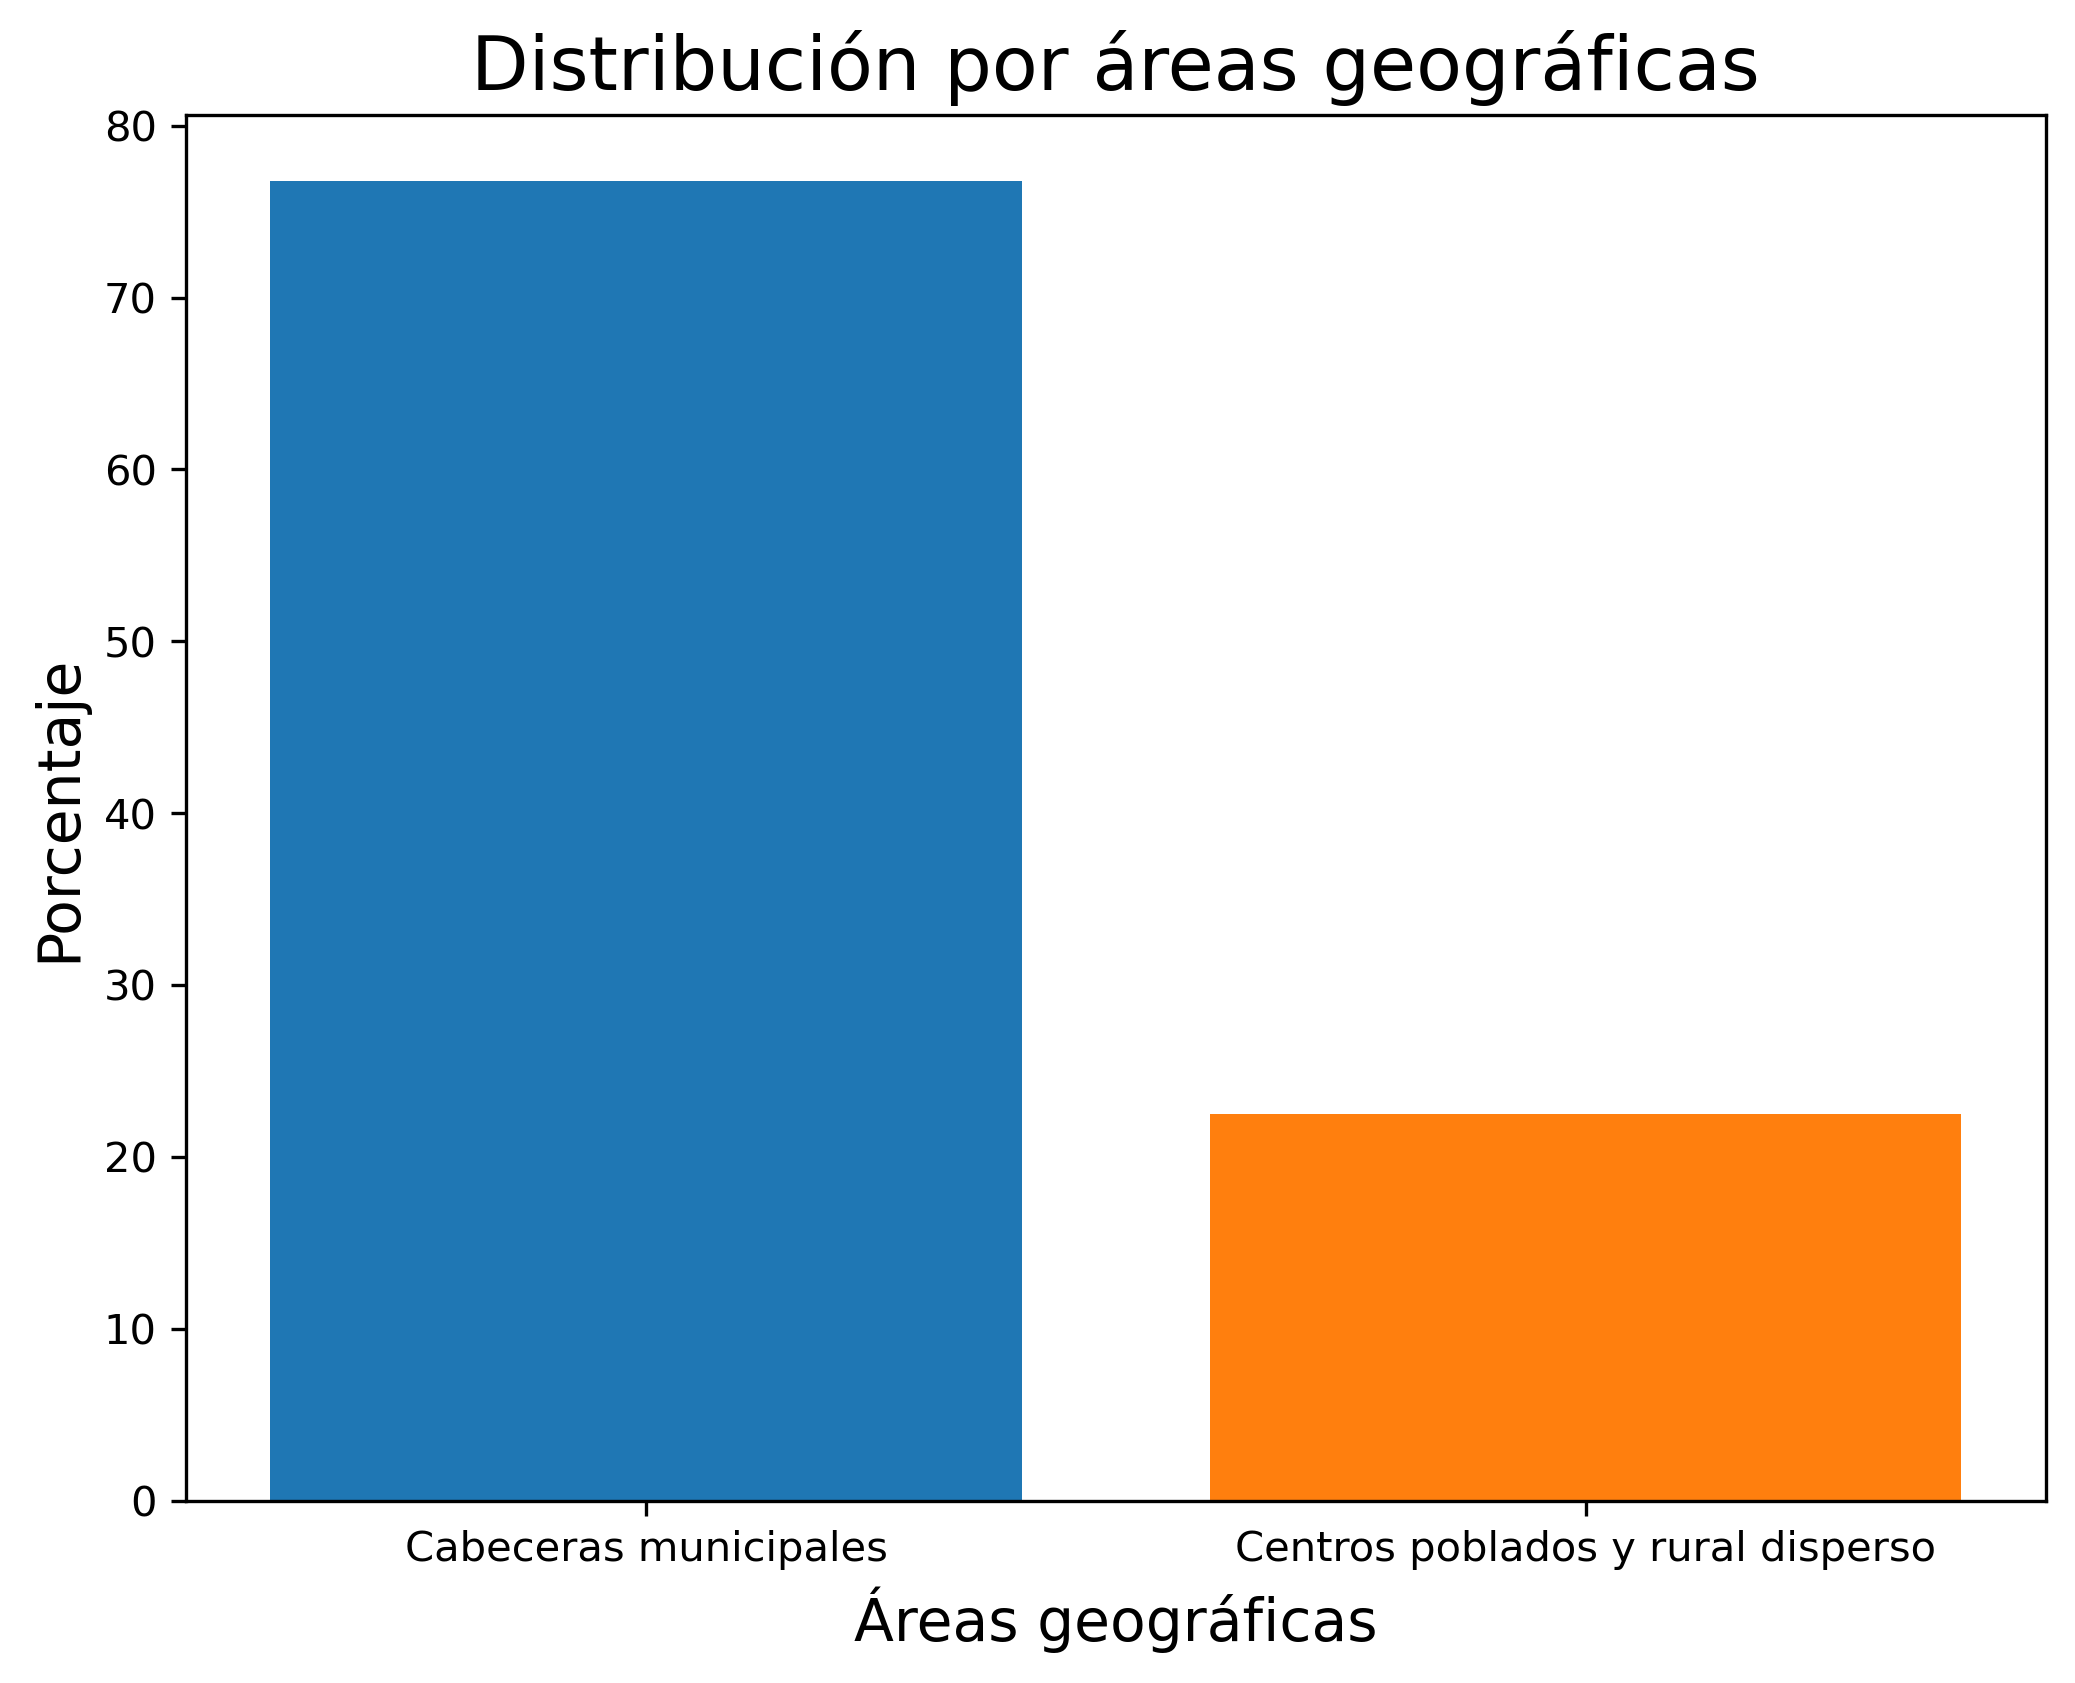 Distribución por áreas geográficas
80
70
60
50
40
30
20
10
0
Porcentaje
Cabeceras municipales
Centros poblados y rural disperso
Áreas geográficas